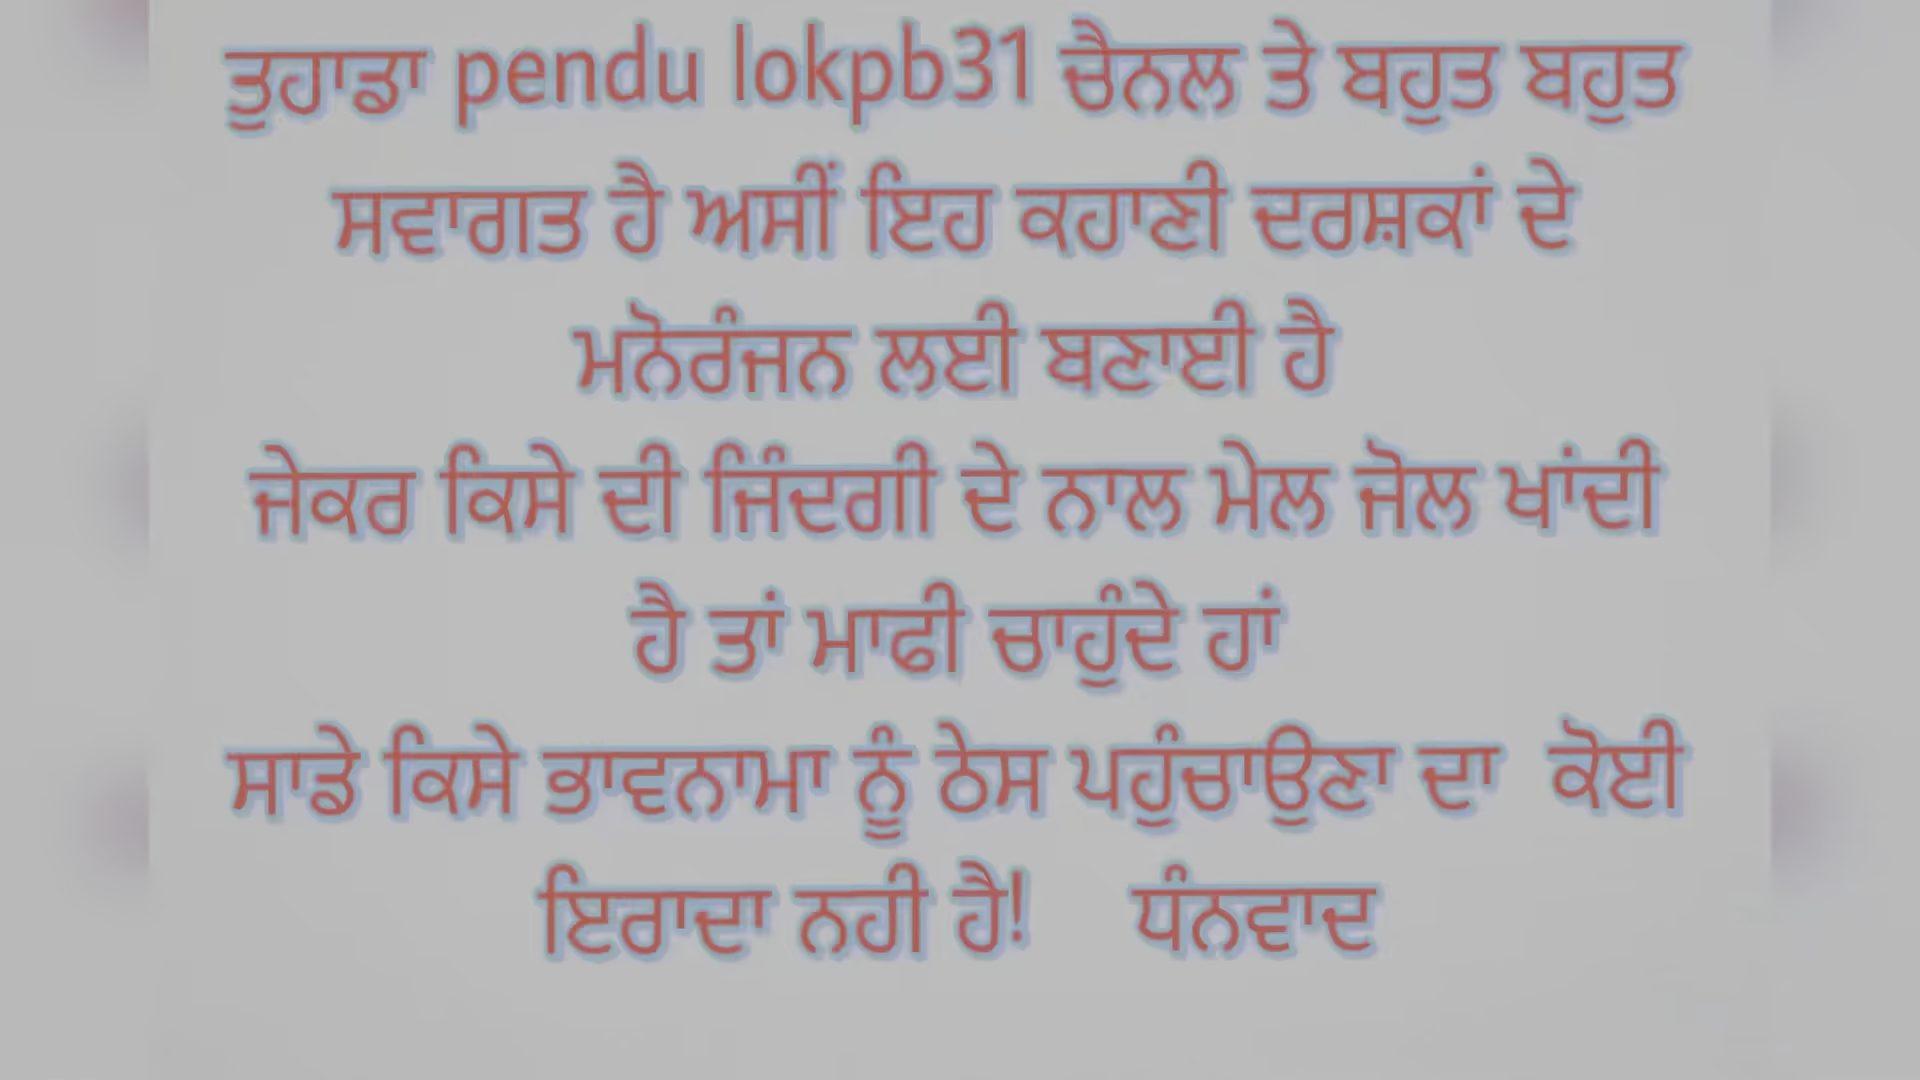 ਤੁਹਾਡਾ pendu lokpb31 ਚੈਨਲ ਤੇ ਬਹੁਤ ਬਹੁਤ
ਸਵਾਗਤ ਹੈ ਅਸੀਂ ਇਹ ਕਹਾਣੀ ਦਰਸ਼ਕਾਂ ਦੇ
ਮਨੋਰੰਜਨ ਲਈ ਬਣਾਈ ਹੈ
ਜੇਕਰ ਕਿਸੇ ਦੀ ਜਿੰਦਗੀ ਦੇ ਨਾਲ ਮੇਲ ਜੋਲ ਖਾਂਦੀ
ਹੈ ਤਾਂ ਮਾਫੀ ਚਾਹੁੰਦੇ ਹਾਂ
ਸਾਡੇ ਕਿਸੇ ਭਾਵਨਾਮਾ ਨੂੰ ਠੇਸ ਪਹੁੰਚਾਉਣਾ ਦਾ  ਕੋਈ
ਇਰਾਦਾ ਨਹੀ ਹੈ!    ਧੰਨਵਾਦ